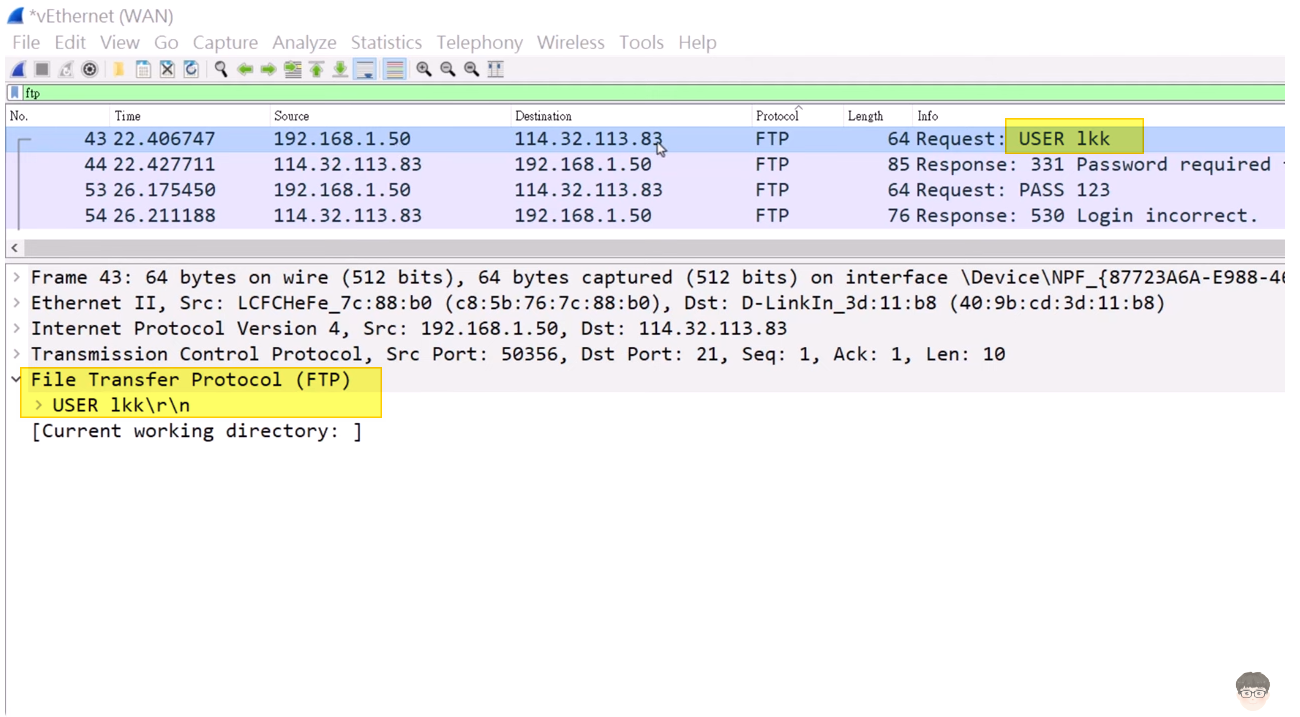 *vEthernet (WAN)
File Edit View Go Capture Analyze Statistics Telephony Wireless Tools Help
ftp
No. Time Source Destination Protocol Length Info
43 22.406747 192.168.1.50 114.32.113.83 FTP 64 Request: USER lkk
44 22.427711 114.32.113.83 192.168.1.50 FTP 85 Response: 331 Password required
53 26.175450 192.168.1.50 114.32.113.83 FTP 64 Request: PASS 123
54 26.211188 114.32.113.83 192.168.1.50 FTP 76 Response: 530 Login incorrect.
Frame 43: 64 bytes on wire (512 bits), 64 bytes captured (512 bits) on interface \Device\NPF_{87723A6A-E988-46
Ethernet II, Src: LCFCHeFe_7c:88:b0 (c8:5b:76:7c:88:b0), Dst: D-LinkIn_3d:11:b8 (40:9b:cd:3d:11:b8)
Internet Protocol Version 4, Src: 192.168.1.50, Dst: 114.32.113.83
Transmission Control Protocol, Src Port: 50356, Dst Port: 21, Seq: 1, Ack: 1, Len: 10
File Transfer Protocol (FTP)
USER lkk\r\n
[Current working directory: ]